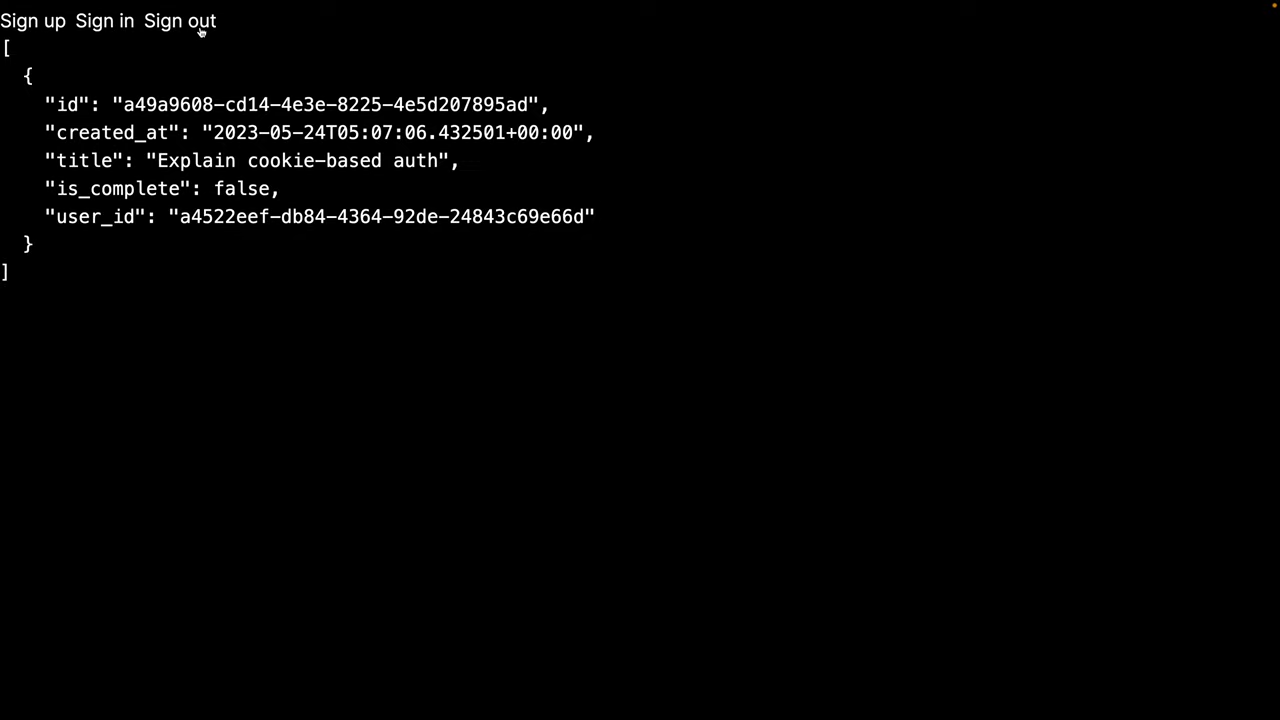 Sign up Sign in Sign out
[
  {
    "id": "a49a9608-cd14-4e3e-8225-4e5d207895ad",
    "created_at": "2023-05-24T05:07:06.432501+00:00",
    "title": "Explain cookie-based auth",
    "is_complete": false,
    "user_id": "a4522eef-db84-4364-92de-24843c69e66d"
  }
]